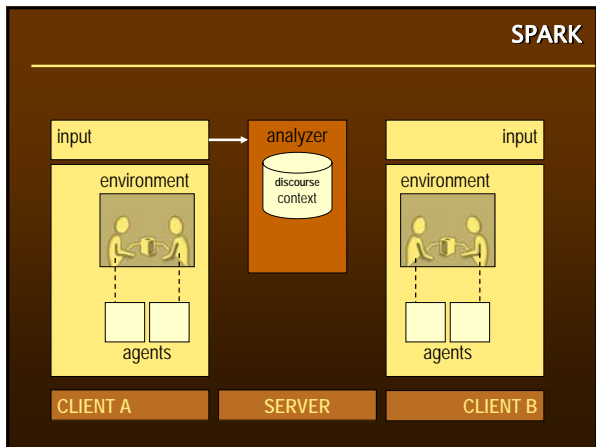 SPARK
input
analyzer
input
discourse
context
environment
environment
agents
agents
CLIENT A
SERVER
CLIENT B